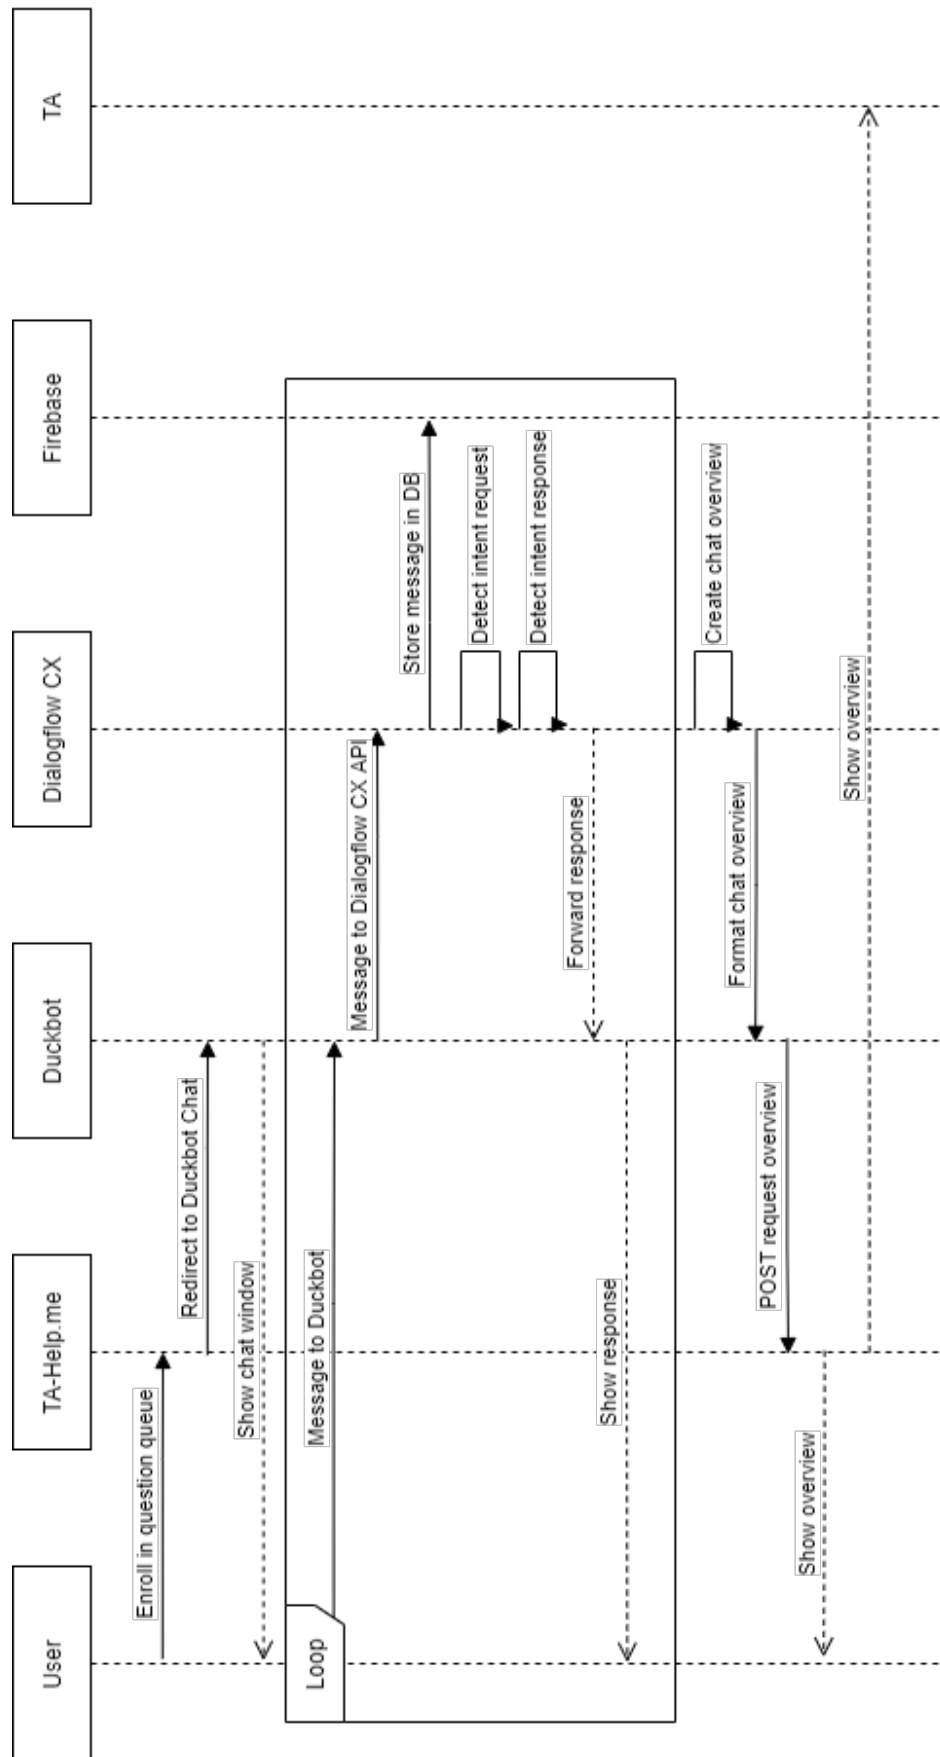 User
TA-Help.me
Duckbot
Dialogflow CX
Firebase
TA
Enroll in question queue
Redirect to Duckbot Chat
Show chat window
Loop
Message to Duckbot
Message to Dialogflow CX API
Store message in DB
Detect intent request
Detect intent response
Forward response
Show response
Create chat overview
Format chat overview
POST request overview
Show overview
Show overview